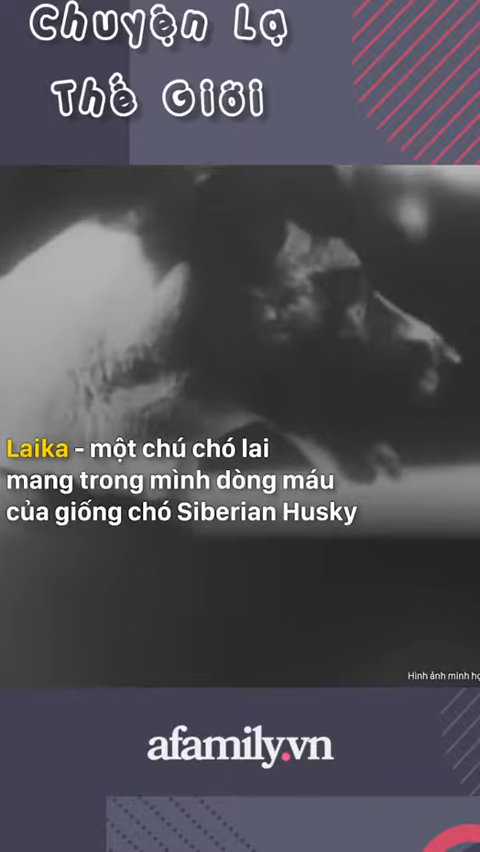 Chuyện Lạ
Thế Giới
Laika - một chú chó lai
mang trong mình dòng máu
của giống chó Siberian Husky
Hình ảnh minh họ
afamily.vn